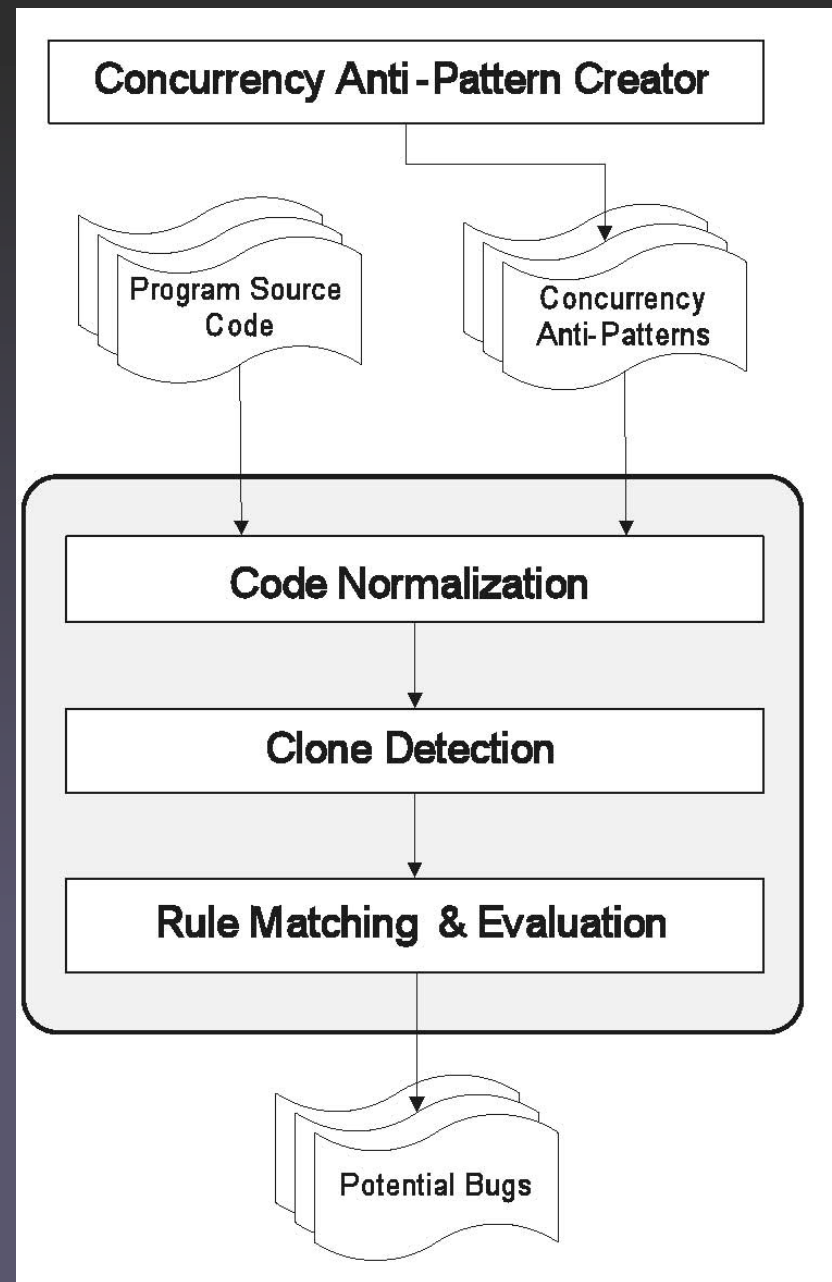 Concurrency Anti-Pattern Creator
Program Source
Code
Concurrency
Anti-Patterns
Code Normalization
Clone Detection
Rule Matching & Evaluation
Potential Bugs